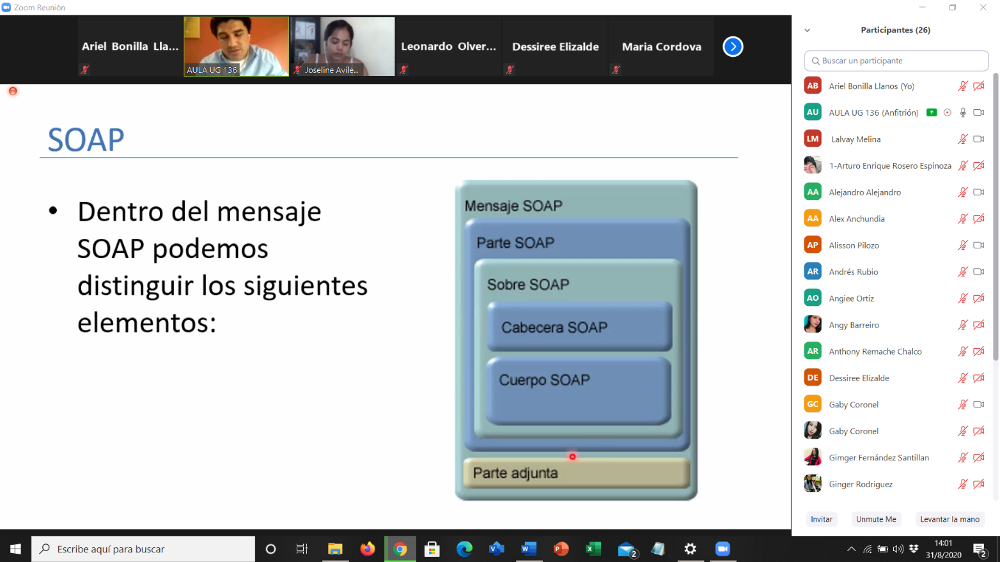 Zoom Reunión
Ariel Bonilla Lla...
AULA UG 136
Joseline Avile...
Leonardo Olver...
Dessiree Elizalde
Maria Cordova
SOAP
• Dentro del mensaje
SOAP podemos
distinguir los siguientes
elementos:
Mensaje SOAP
Parte SOAP
Sobre SOAP
Cabecera SOAP
Cuerpo SOAP
Parte adjunta
Participantes (26)
Buscar un participante
AB Ariel Bonilla Llanos (Yo)
AU AULA UG 136 (Anfitrión)
LM Lalvay Melina
1-Arturo Enrique Rosero Espinoza
AA Alejandro Alejandro
AA Alex Anchundia
AP Alisson Pilozo
AR Andrés Rubio
AO Angiee Ortiz
Angy Barreiro
AR Anthony Remache Chalco
DE Dessiree Elizalde
GC Gaby Coronel
Gaby Coronel
Gimger Fernández Santillan
Ginger Rodriguez
Invitar Unmute Me Levantar la mano
Escribe aquí para buscar
2
14:01
31/8/2020
2